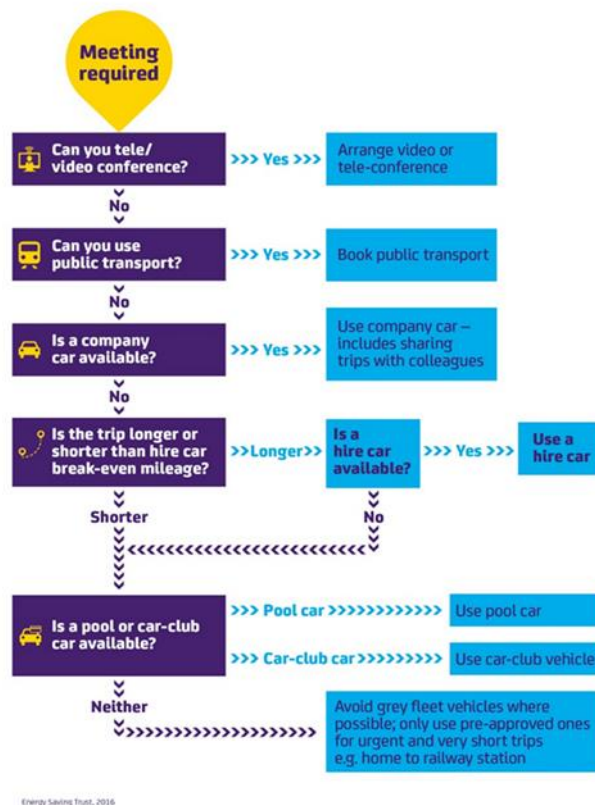 Meeting
required
Can you tele/
video conference?
>>> Yes >>>
Arrange video or
tele-conference
No
Can you use
public transport?
>>> Yes >>>
Book public transport
No
Is a company
car available?
>>> Yes >>>
Use company car –
includes sharing
trips with colleagues
No
Is the trip longer or
shorter than hire car
break-even mileage?
>>Longer>>
Is a
hire car
available?
>>> Yes >>>
Use a
hire car
Shorter
No
Is a pool or car-club
car available?
>>> Pool car >>>>>>>>>>>>
Use pool car
>>> Car-club car>>>>>>>>>
Use car-club vehicle
Neither
Avoid grey fleet vehicles where
possible; only use pre-approved ones
for urgent and very short trips
e.g. home to railway station
Energy Saving Trust, 2016